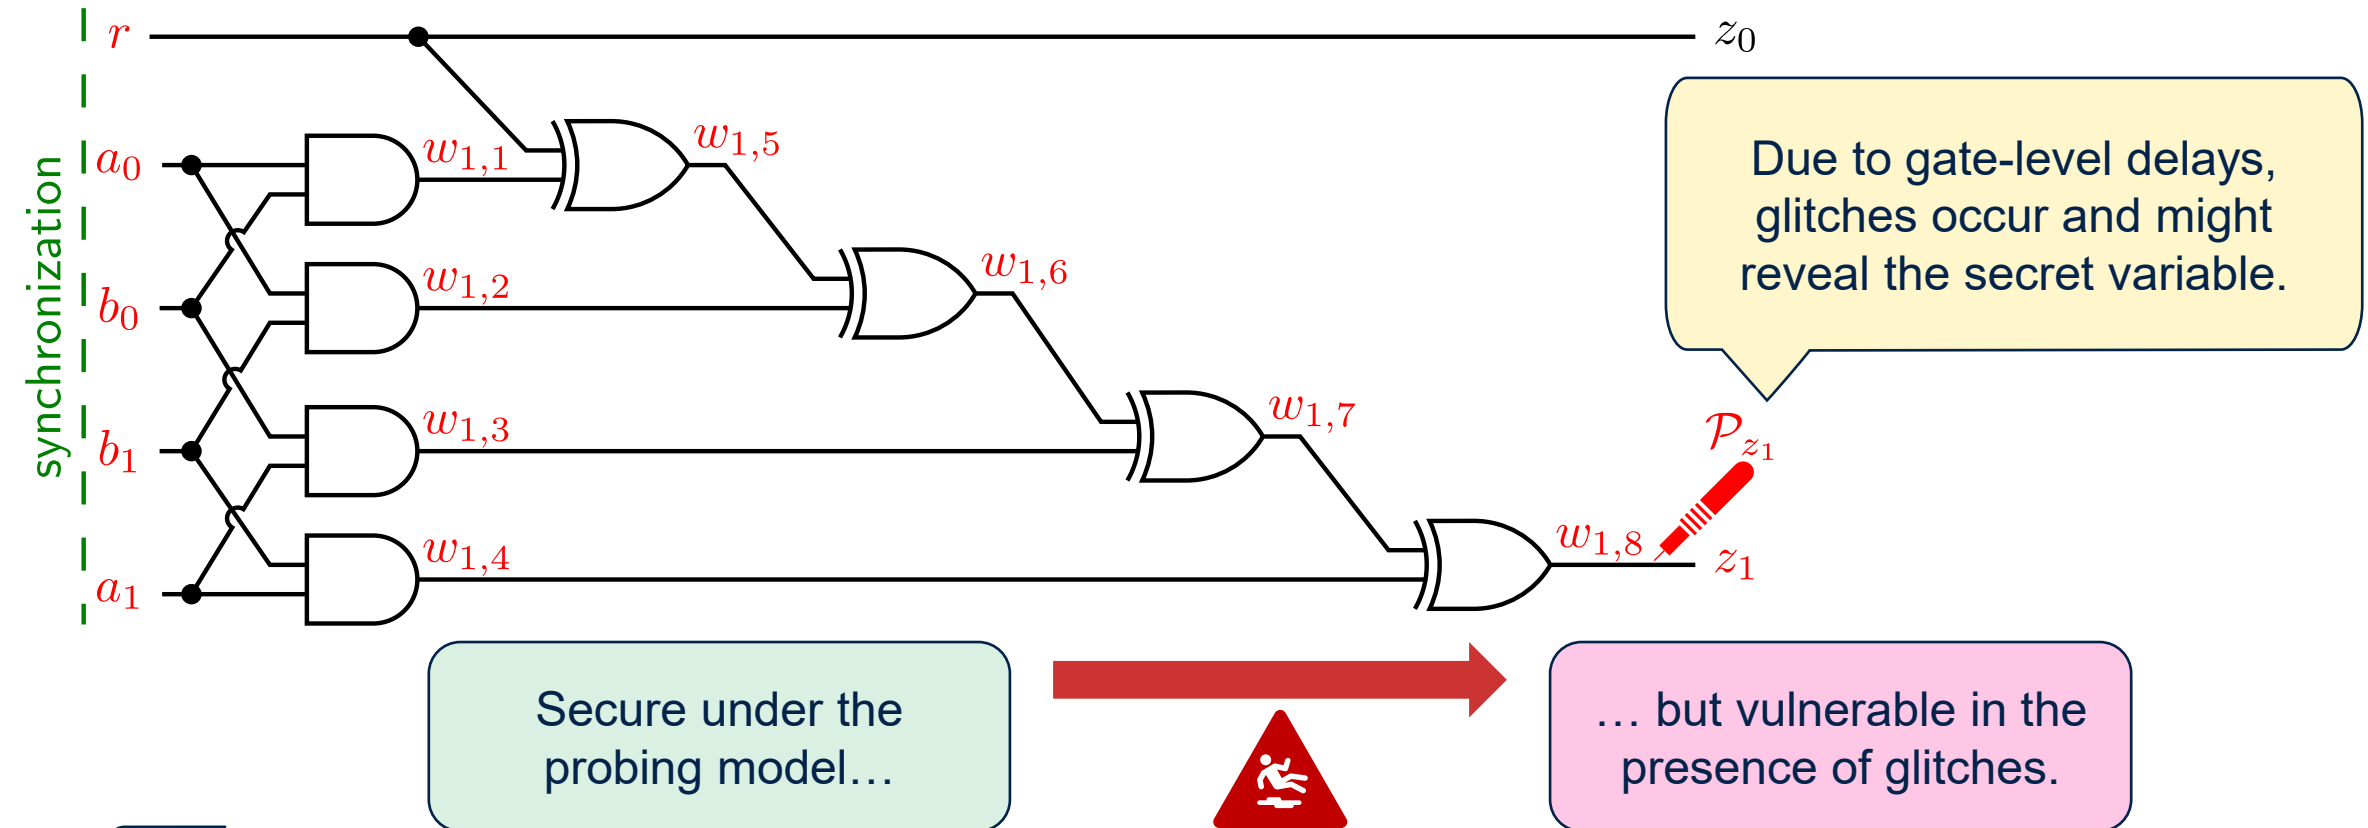 synchronization
r
z₀
a₀
w₁,₁
w₁,₅
b₀
w₁,₂
w₁,₆
b₁
w₁,₃
w₁,₇
a₁
w₁,₄
w₁,₈
z₁
𝒫z₁
Due to gate-level delays,
glitches occur and might
reveal the secret variable.
Secure under the
probing model…
… but vulnerable in the
presence of glitches.